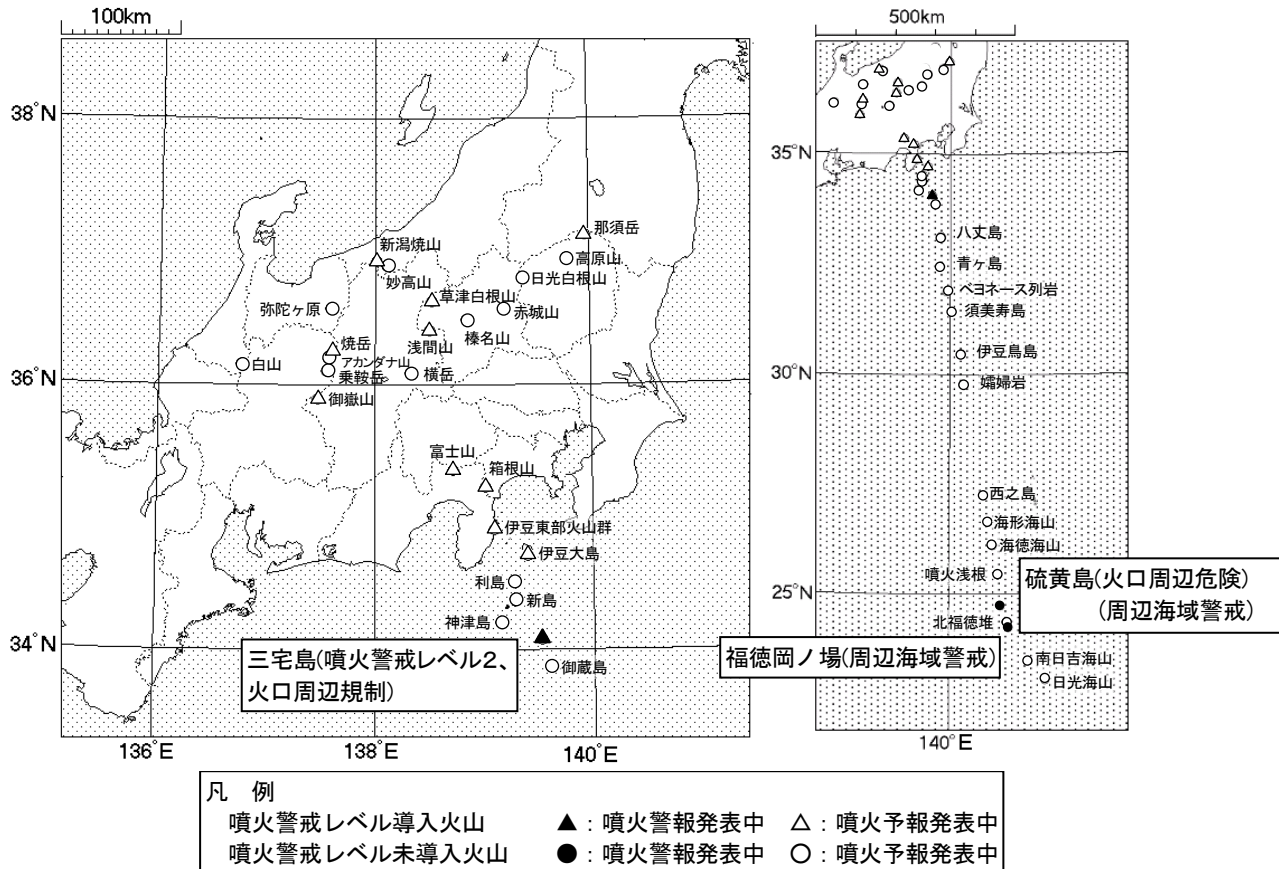 100km
38°N
36°N
34°N
136°E
138°E
140°E
那須岳
新潟焼山
高原山
妙高山
日光白根山
草津白根山
弥陀ヶ原
赤城山
榛名山
浅間山
焼岳
アカンダナ山
白山
乗鞍岳
横岳
御嶽山
富士山
箱根山
伊豆東部火山群
伊豆大島
利島
新島
神津島
三宅島(噴火警戒レベル2、
火口周辺規制)
御蔵島
500km
35°N
30°N
25°N
140°E
八丈島
青ヶ島
ベヨネース列岩
須美寿島
伊豆鳥島
孀婦岩
西之島
海形海山
海徳海山
噴火浅根
硫黄島(火口周辺危険)
(周辺海域警戒)
北福徳堆
福徳岡ノ場(周辺海域警戒)
南日吉海山
日光海山
凡 例
噴火警戒レベル導入火山 ▲:噴火警報発表中 △:噴火予報発表中
噴火警戒レベル未導入火山 ●:噴火警報発表中 ○:噴火予報発表中